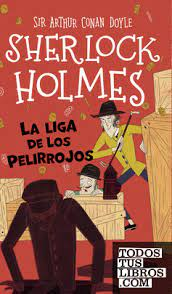 SIR ARTHUR CONAN DOYLE
SHERLOCK
HOLMES
LA LIGA
DE LOS
PELIRROJOS
TODOS
TUS
LIBROS
.COM